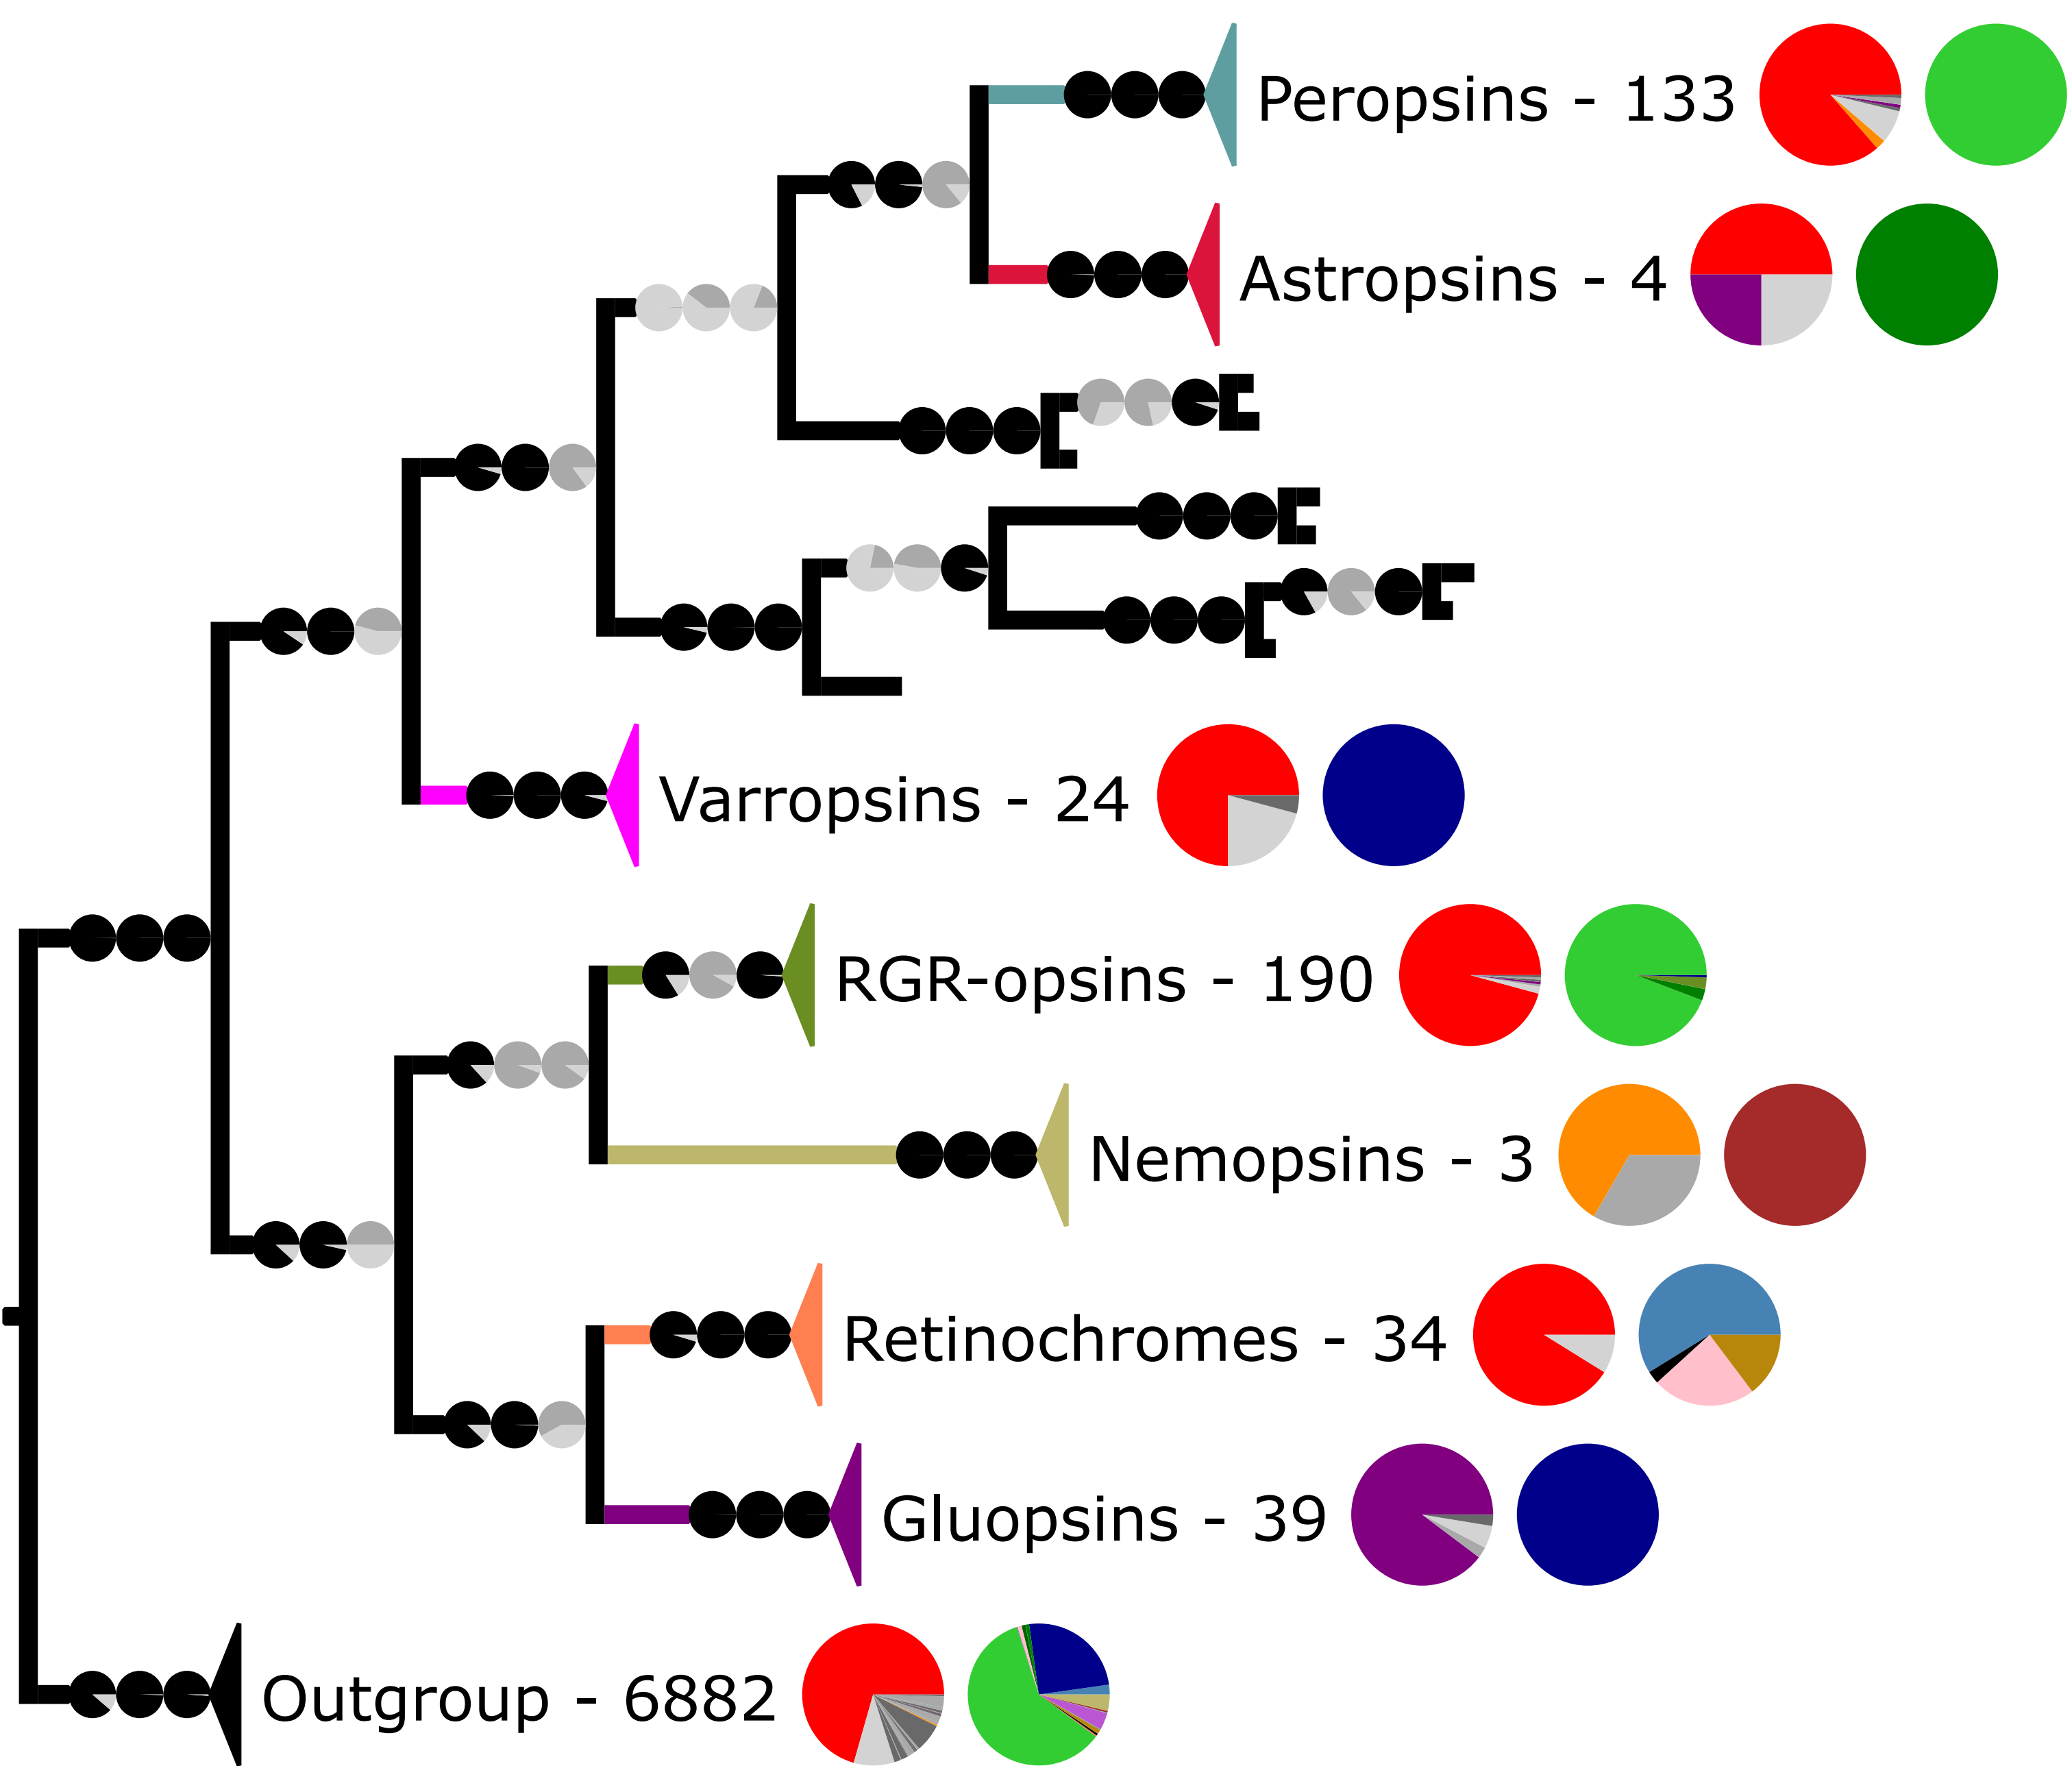 Peropsins - 133
Astropsins - 4
Varropsins - 24
RGR-opsins - 190
Nemopsins - 3
Retinochromes - 34
Gluopsins - 39
Outgroup - 6882